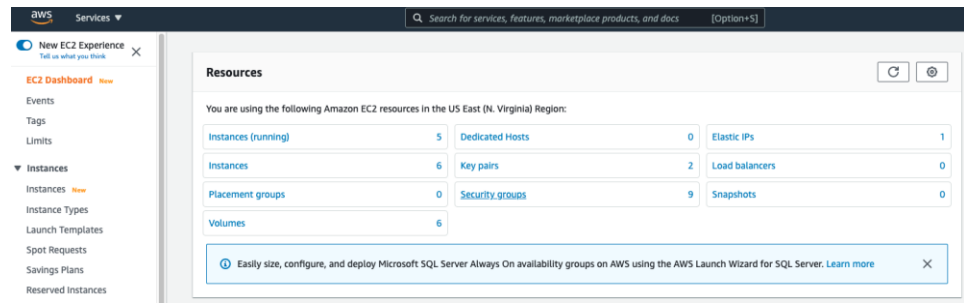 aws Services ▼ Search for services, features, marketplace products, and docs [Option+S]
New EC2 Experience
Tell us what you think
EC2 Dashboard New
Events
Tags
Limits
Instances
Instances New
Instance Types
Launch Templates
Spot Requests
Savings Plans
Reserved Instances
Resources
You are using the following Amazon EC2 resources in the US East (N. Virginia) Region:
Instances (running) 5 Dedicated Hosts 0 Elastic IPs 1
Instances 6 Key pairs 2 Load balancers 0
Placement groups 0 Security groups 9 Snapshots 0
Volumes 6
Easily size, configure, and deploy Microsoft SQL Server Always On availability groups on AWS using the AWS Launch Wizard for SQL Server. Learn more